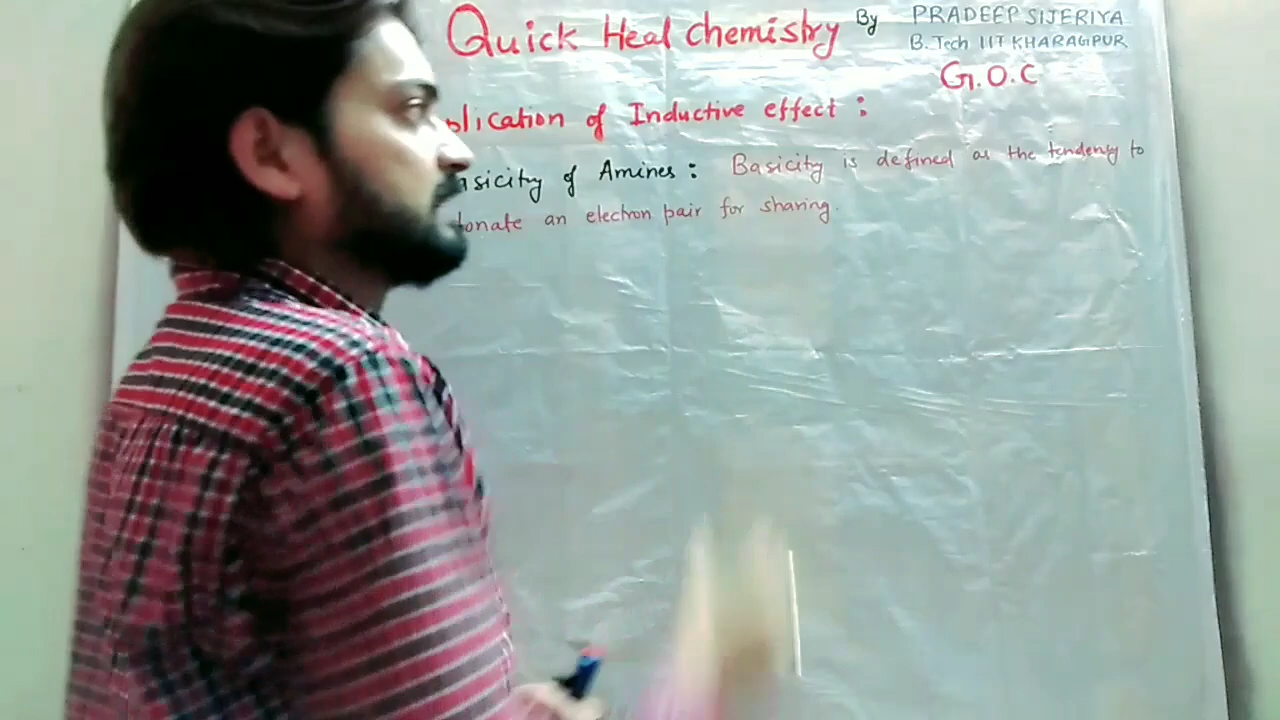 Quick Heal chemistry By PRADEEP SIJERIYA
B.Tech IIT KHARAGPUR
G.O.C
plication of Inductive effect :
asicity of Amines : Basicity is defined as the tendency to
onate an electron pair for sharing.